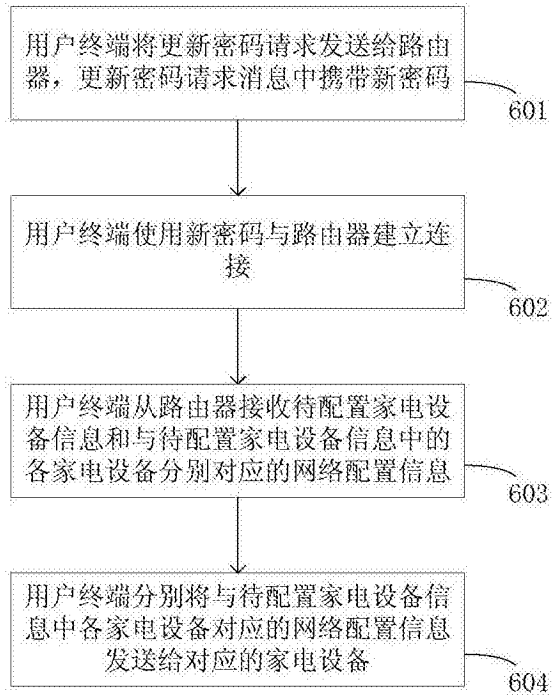 用户终端将更新密码请求发送给路由
器，更新密码请求消息中携带新密码
601
用户终端使用新密码与路由器建立连
接
602
用户终端从路由器接收待配置家电设
备信息和与待配置家电设备信息中的
各家电设备分别对应的网络配置信息
603
用户终端分别将与待配置家电设备信
息中各家电设备对应的网络配置信息
发送给对应的家电设备
604